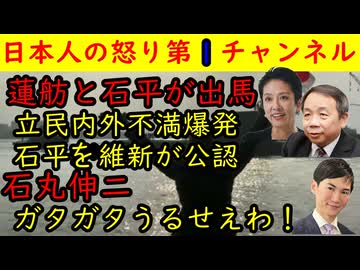 日本人の怒り第1チャンネル
蓮舫と石平が出馬
立民内外不満爆発
石平を維新が公認
石丸伸二
ガタガタうるせえわ！